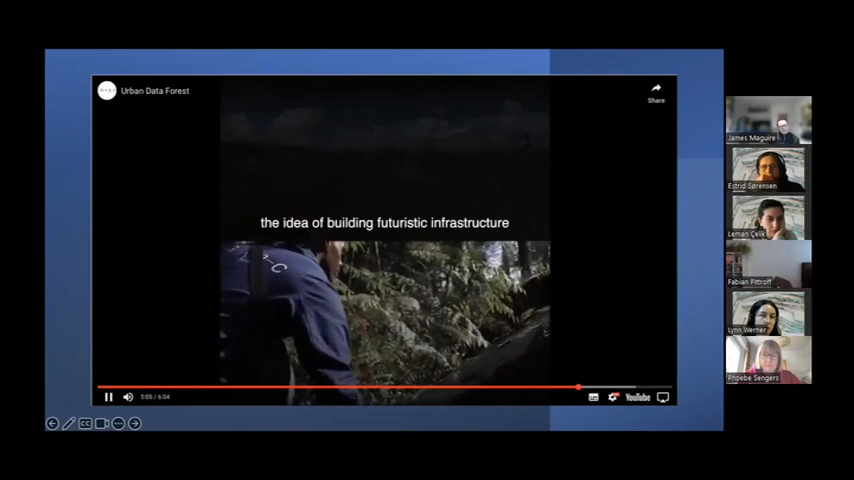 Urban Data Forest
Share
the idea of building futuristic infrastructure
5:05 / 6:04
YouTube
CC
James Maguire
Estrid Sørensen
Leman Çelik
Fabian Pittroff
Lynn Werner
Phoebe Sengers